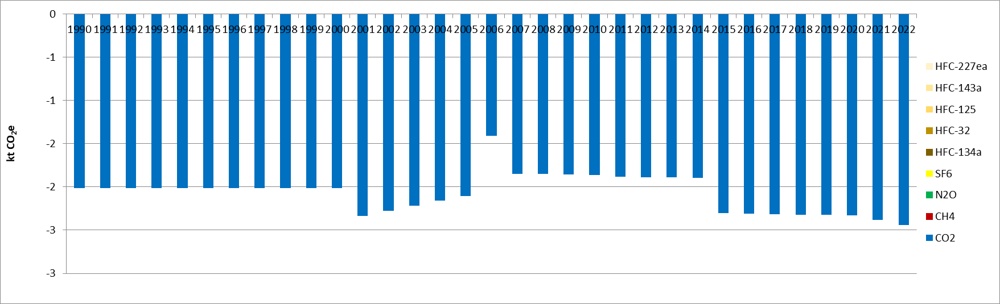 0
1990 1991 1992 1993 1994 1995 1996 1997 1998 1999 2000 2001 2002 2003 2004 2005 2006 2007 2008 2009 2010 2011 2012 2013 2014 2015 2016 2017 2018 2019 2020 2021 2022
-1
-1
-2
-2
-3
-3
kt CO₂e
HFC-227ea
HFC-143a
HFC-125
HFC-32
HFC-134a
SF6
N2O
CH4
CO2